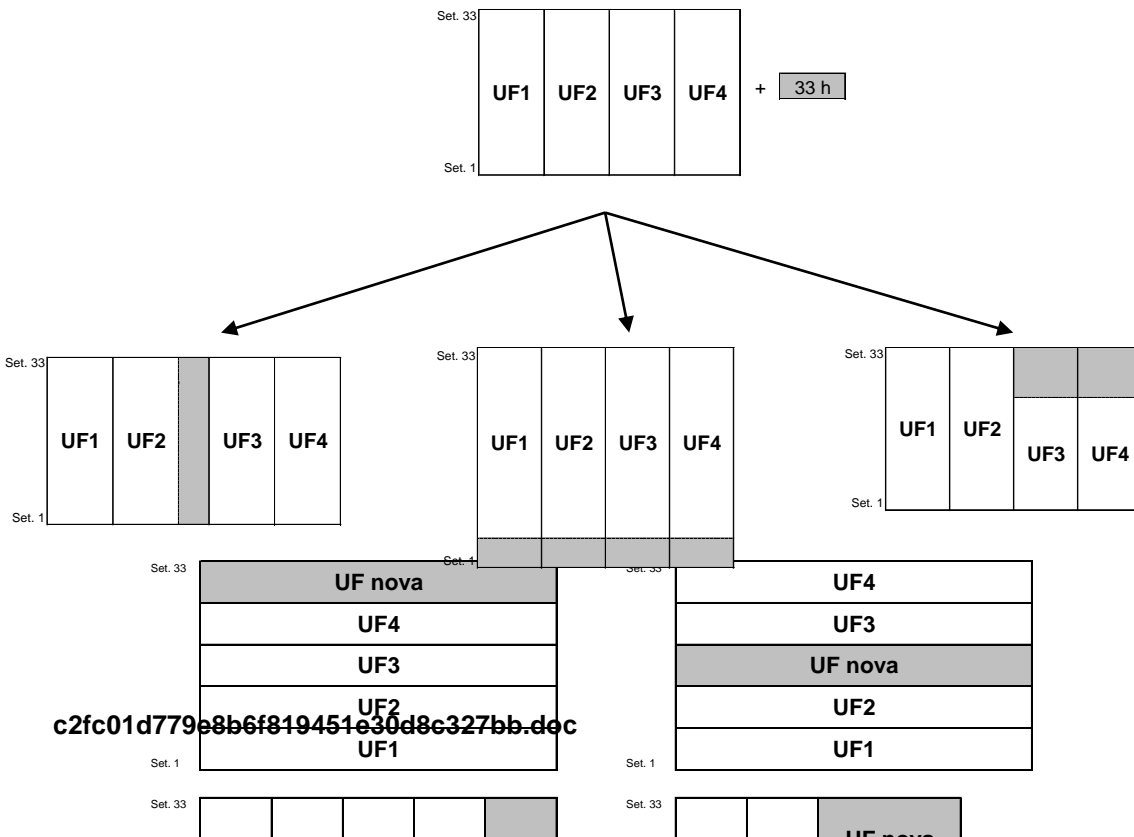 Set. 33
UF1 UF2 UF3 UF4 + 33 h
Set. 1
Set. 33
UF1 UF2 UF3 UF4
Set. 1
Set. 33
UF1 UF2 UF3 UF4
Set. 1
Set. 33
UF1 UF2 UF3 UF4
Set. 1
Set. 33
UF nova
UF4
UF3
UF2
UF1
Set. 1
Set. 33
UF4
UF3
UF nova
UF2
UF1
Set. 1
c2fc01d779e8b6f819451e30d8c327bb.doc
Set. 33
Set. 33
UF nova